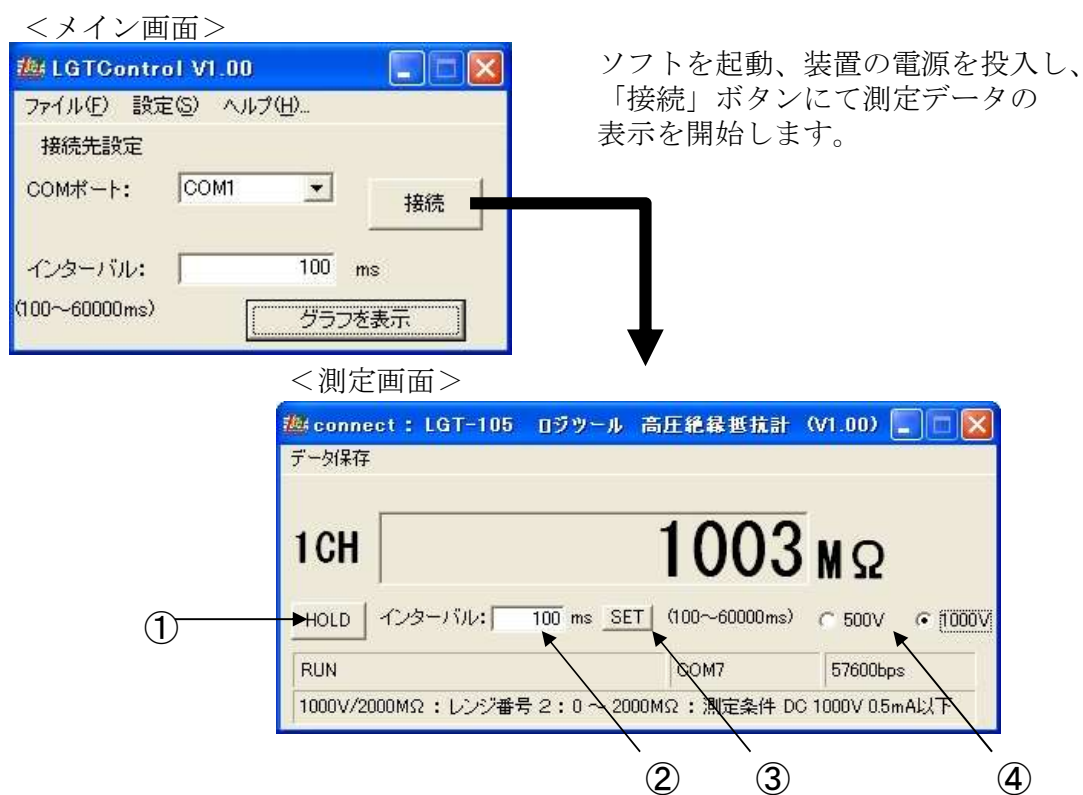 ＜メイン画面＞
LGTControl V1.00
ファイル(F) 設定(S) ヘルプ(H)...
接続先設定
COMポート: COM1
接続
インターバル: 100 ms
(100～60000ms)
グラフを表示
ソフトを起動、装置の電源を投入し、
「接続」ボタンにて測定データの
表示を開始します。
＜測定画面＞
connect : LGT-105 ロジツール 高圧絶縁抵抗計 (V1.00)
データ保存
1CH 1003 MΩ
① HOLD インターバル: 100 ms SET (100～60000ms) 500V 1000V
RUN COM7 57600bps
1000V/2000MΩ : レンジ番号 2 : 0 ～ 2000MΩ : 測定条件 DC 1000V 0.5mA以下
② ③ ④